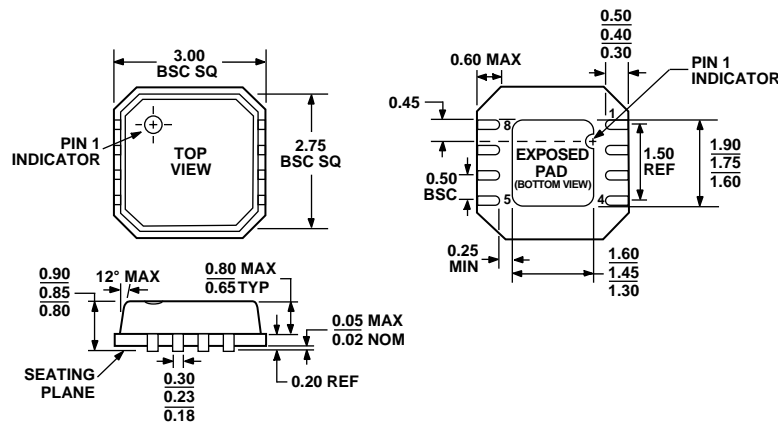 3.00
BSC SQ
PIN 1
INDICATOR
TOP
VIEW
2.75
BSC SQ
0.60 MAX
0.50
0.40
0.30
PIN 1
INDICATOR
0.45
8
1
EXPOSED
PAD
(BOTTOM VIEW)
1.50
REF
1.90
1.75
1.60
0.50
BSC
5
4
0.25
MIN
1.60
1.45
1.30
0.90
0.85
0.80
12° MAX
0.80 MAX
0.65 TYP
0.05 MAX
0.02 NOM
SEATING
PLANE
0.30
0.23
0.18
0.20 REF